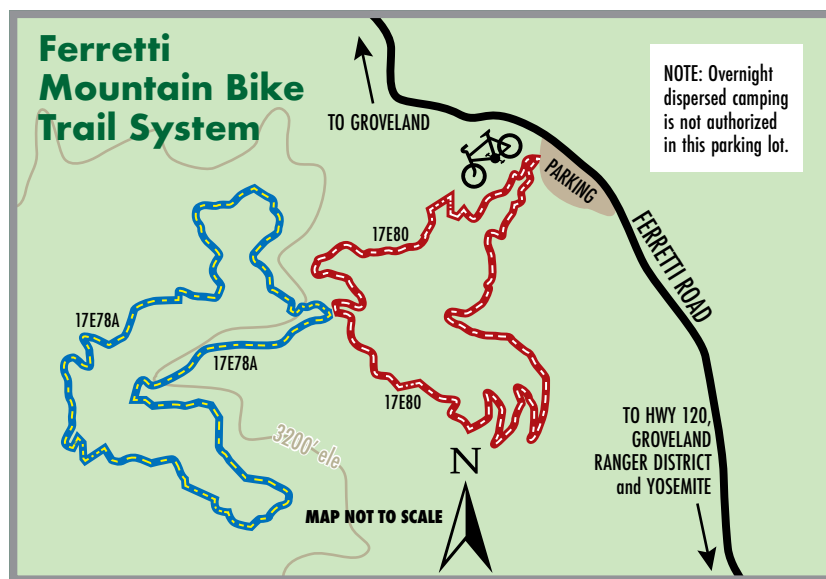 Ferretti
Mountain Bike
Trail System
TO GROVELAND
NOTE: Overnight
dispersed camping
is not authorized
in this parking lot.
PARKING
FERRETTI ROAD
17E80
17E78A
17E78A
17E80
3200' ele
TO HWY 120,
GROVELAND
RANGER DISTRICT
and YOSEMITE
N
MAP NOT TO SCALE